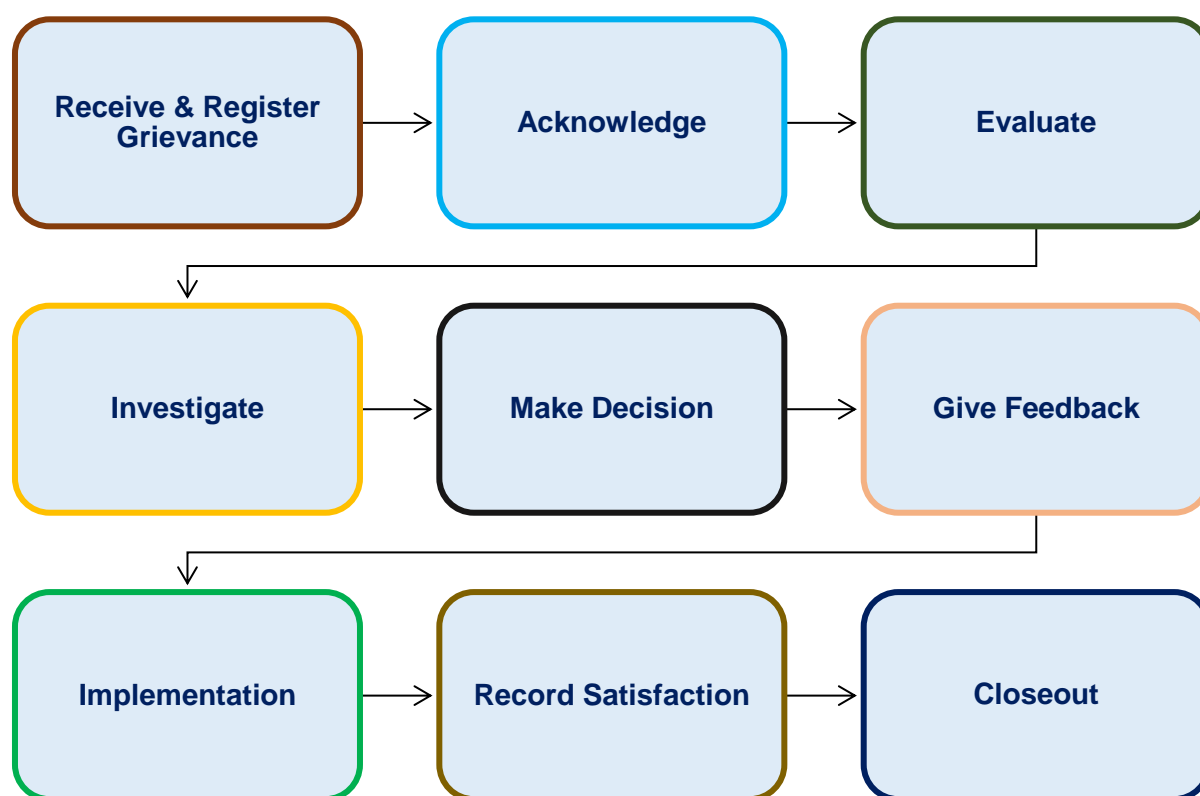 Receive & Register
Grievance
Acknowledge
Evaluate
Investigate
Make Decision
Give Feedback
Implementation
Record Satisfaction
Closeout